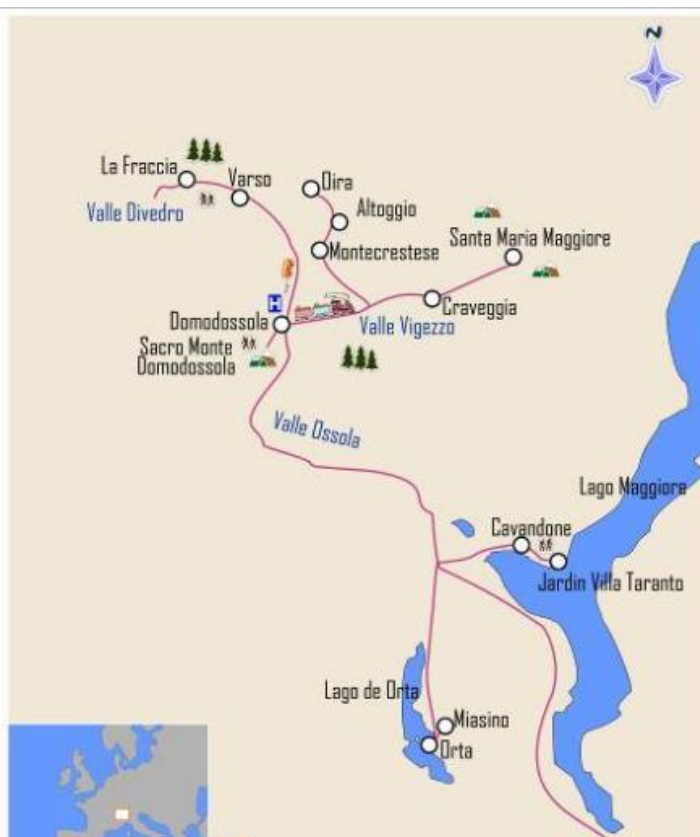 N
La Fraccia
Varso
Oira
Valle Divedro
Altoggio
Santa Maria Maggiore
Montecrestese
H
Craveggia
Domodossola
Valle Vigezzo
Sacro Monte
Domodossola
Valle Ossola
Lago Maggiore
Cavandone
Jardin Villa Taranto
Lago de Orta
Miasino
Orta